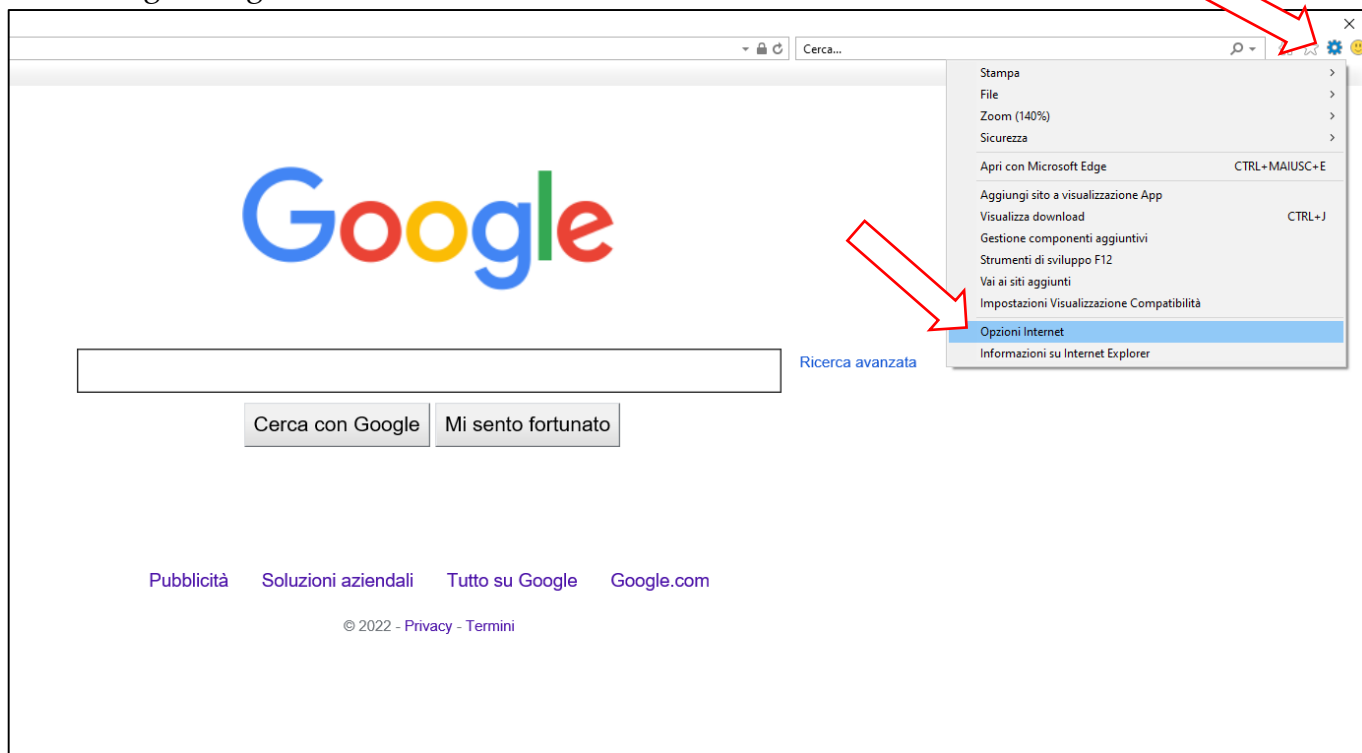 Cerca...
Stampa
File
Zoom (140%)
Sicurezza
Apri con Microsoft Edge CTRL+MAIUSC+E
Aggiungi sito a visualizzazione App
Visualizza download CTRL+J
Gestione componenti aggiuntivi
Strumenti di sviluppo F12
Vai ai siti aggiunti
Impostazioni Visualizzazione Compatibilità
Opzioni Internet
Informazioni su Internet Explorer
Google
Ricerca avanzata
Cerca con Google Mi sento fortunato
Pubblicità Soluzioni aziendali Tutto su Google Google.com
© 2022 - Privacy - Termini